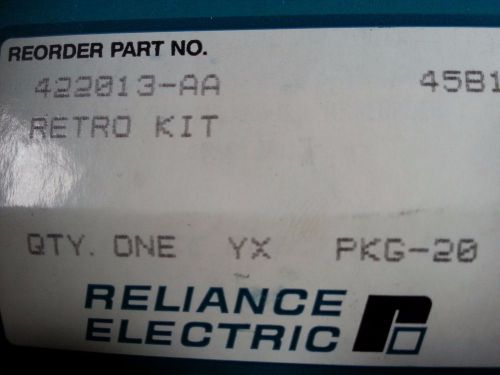 REORDER PART NO.
422013-AA 45B1
RETRO KIT
QTY. ONE YX PKG-20
RELIANCE
ELECTRIC